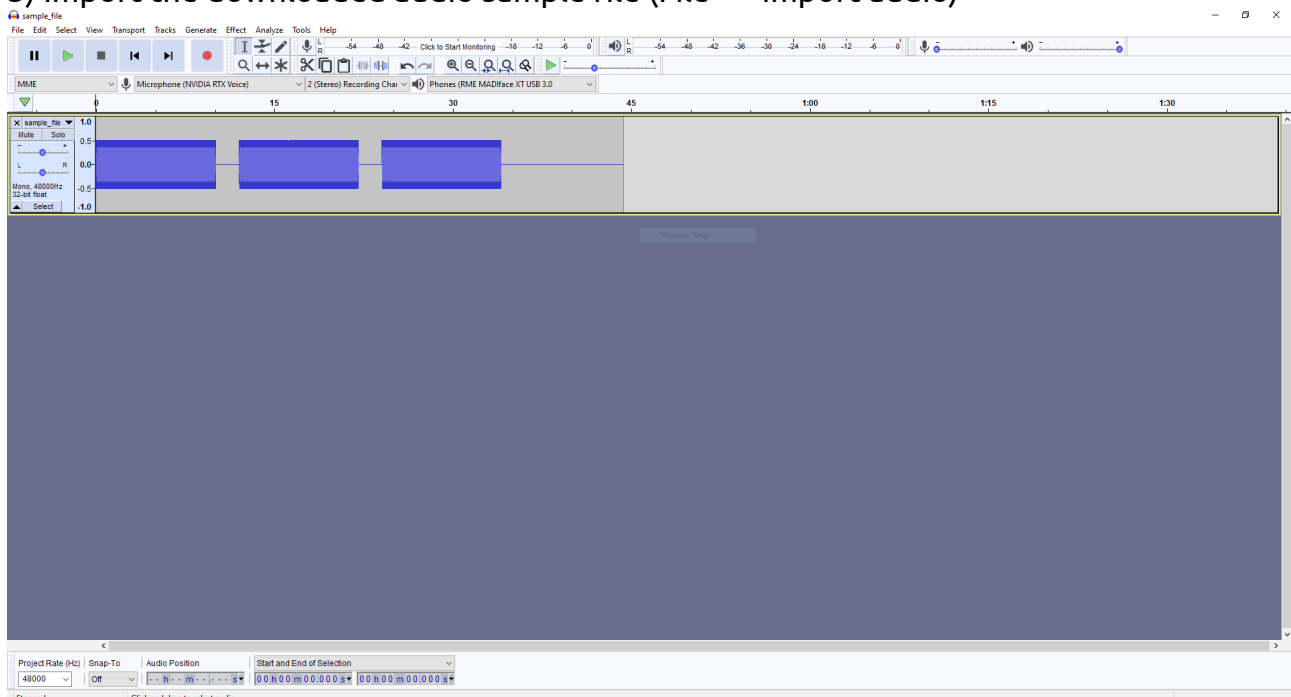 3) Import the downloaded audio sample file (File import audio)
sample_file
File Edit Select View Transport Tracks Generate Effect Analyze Tools Help
L R -54 -48 -42 Click to Start Monitoring -18 -12 -6 0 L R -54 -48 -42 -36 -30 -24 -18 -12 -6 0 - + - +
- +
MME Microphone (NVIDIA RTX Voice) 2 (Stereo) Recording Chai Phones (RME MADIface XT USB 3.0
0 15 30 45 1:00 1:15 1:30
x sample_file 1.0
Mute Solo
- + 0.5
L R 0.0
Mono, 48000Hz
32-bit float -0.5
Select -1.0
Window Snip
Project Rate (Hz) Snap-To Audio Position Start and End of Selection
48000 Off - - h - - m - - . - - - s 00 h 00 m 00.000 s 00 h 00 m 00.000 s